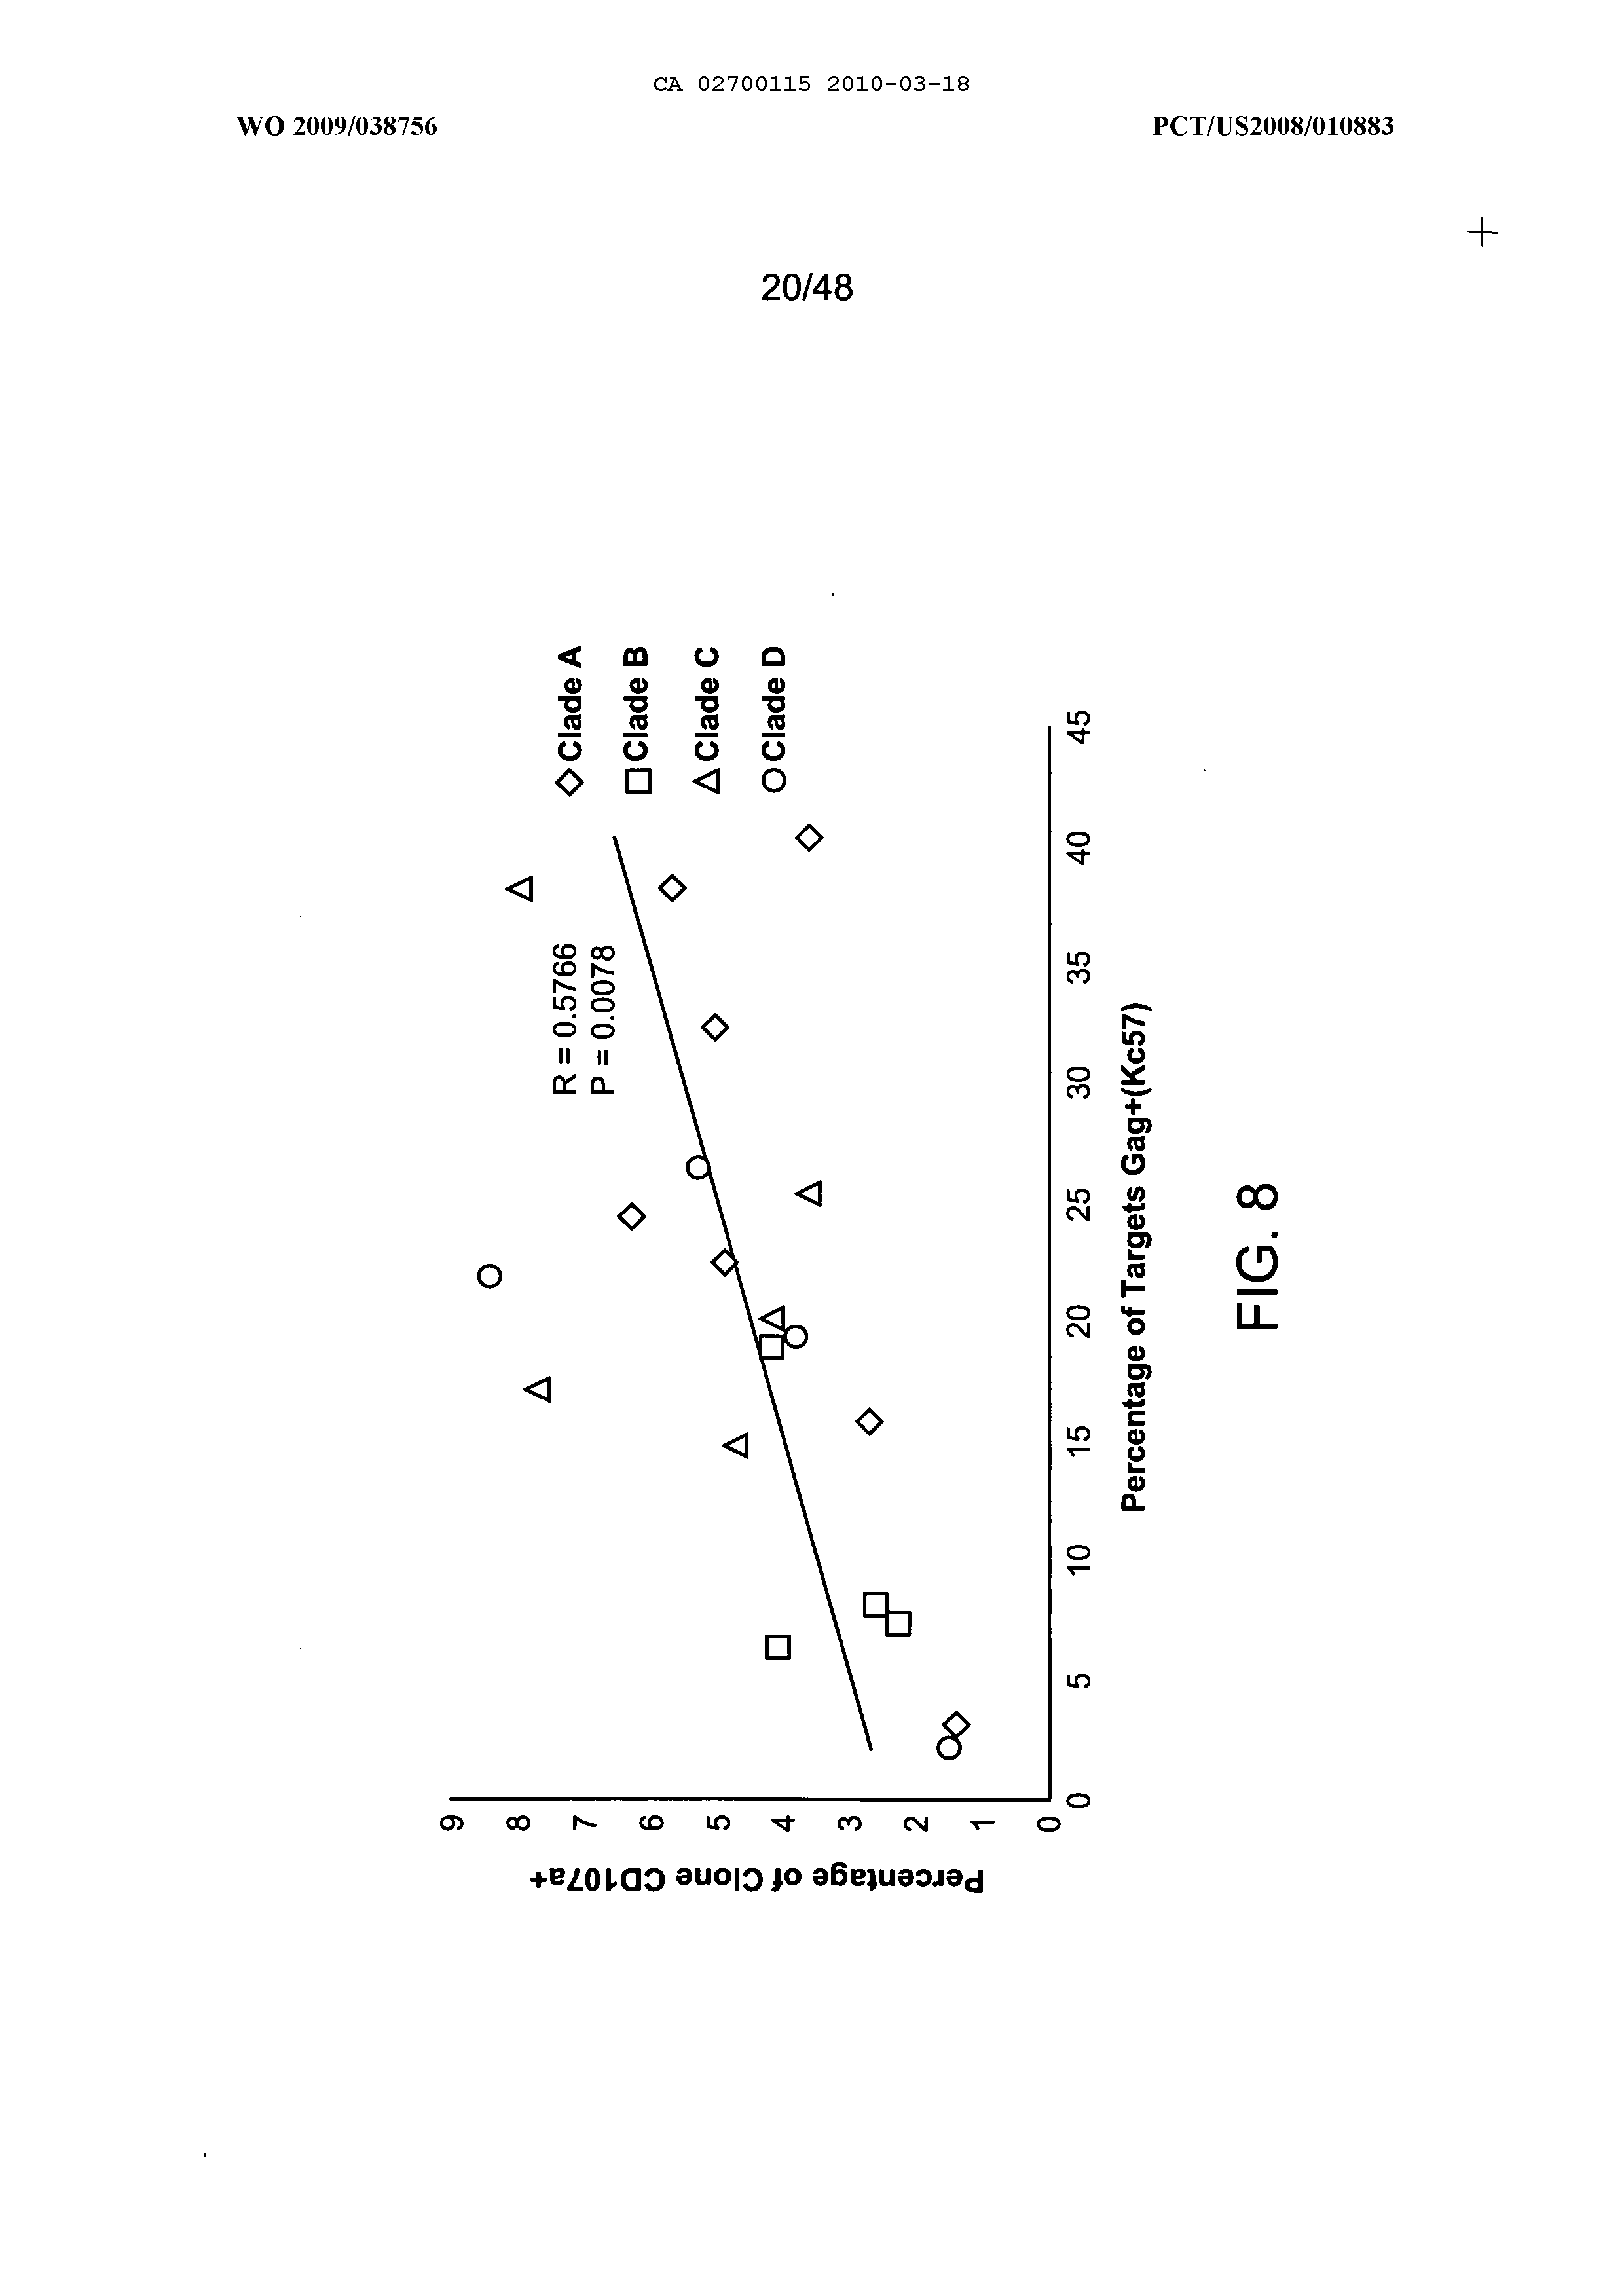 CA 02700115 2010-03-18
WO 2009/038756
PCT/US2008/010883
20/48
Percentage of Clone CD107a+
9
8
7
6
5
4
3
2
1
0
0
5
10
15
20
25
30
35
40
45
Percentage of Targets Gag+(Kc57)
R = 0.5766
P = 0.0078
Clade A
Clade B
Clade C
Clade D
FIG. 8